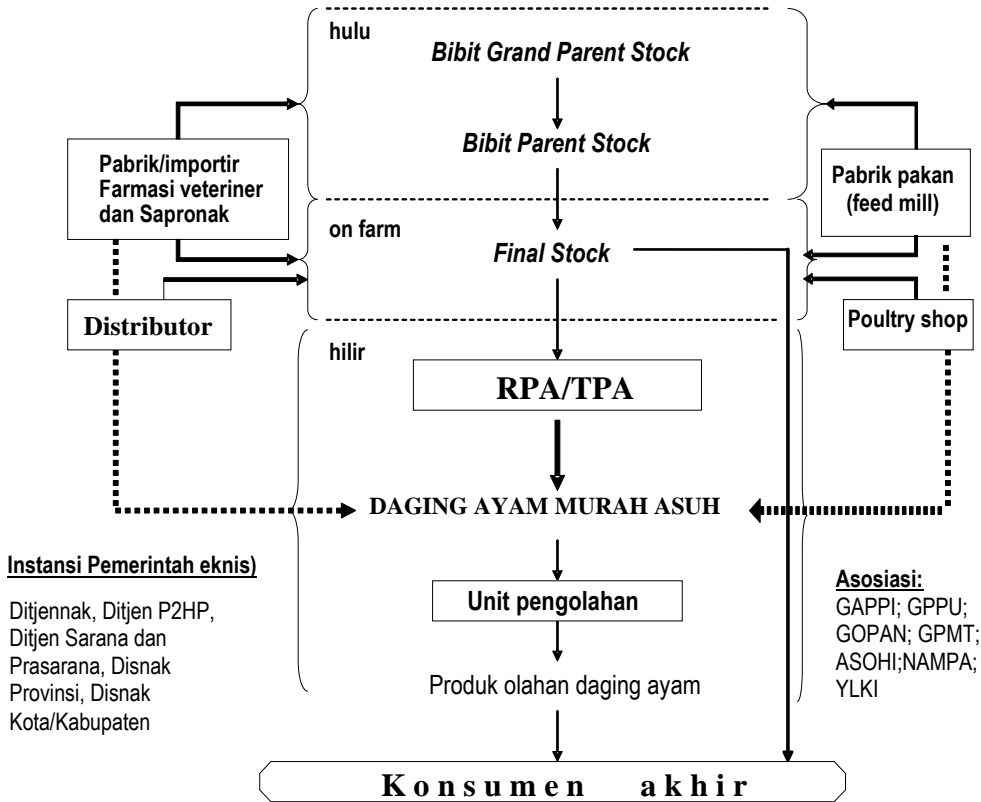 hulu
Bibit Grand Parent Stock
Bibit Parent Stock
Pabrik/importir
Farmasi veteriner
dan Sapronak
Pabrik pakan
(feed mill)
on farm
Final Stock
Distributor
Poultry shop
hilir
RPA/TPA
DAGING AYAM MURAH ASUH
Instansi Pemerintah eknis)
Ditjennak, Ditjen P2HP,
Ditjen Sarana dan
Prasarana, Disnak
Provinsi, Disnak
Kota/Kabupaten
Unit pengolahan
Asosiasi:
GAPPI; GPPU;
GOPAN; GPMT;
ASOHI;NAMPA;
YLKI
Produk olahan daging ayam
Konsumen akhir